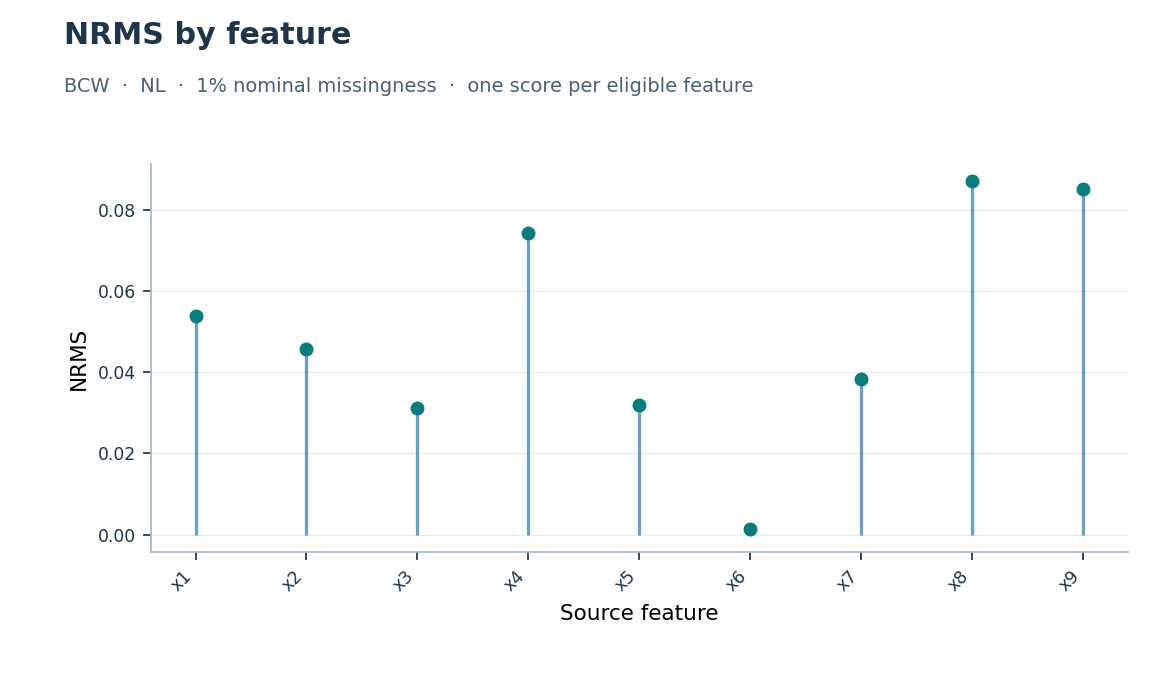 NRMS by feature
BCW · NL · 1% nominal missingness · one score per eligible feature
NRMS
0.08
0.06
0.04
0.02
0.00
x1 x2 x3 x4 x5 x6 x7 x8 x9
Source feature